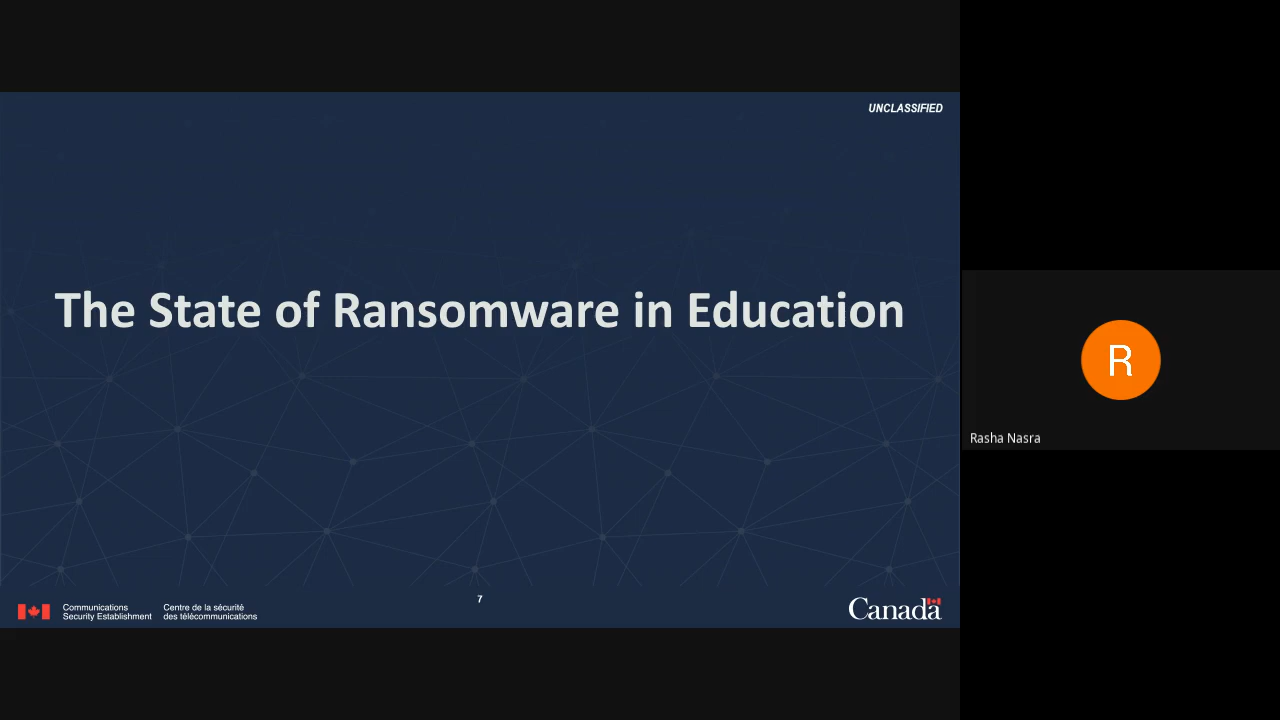 UNCLASSIFIED
The State of Ransomware in Education
R
Rasha Nasra
7
Communications
Security Establishment
Centre de la sécurité
des télécommunications
Canada